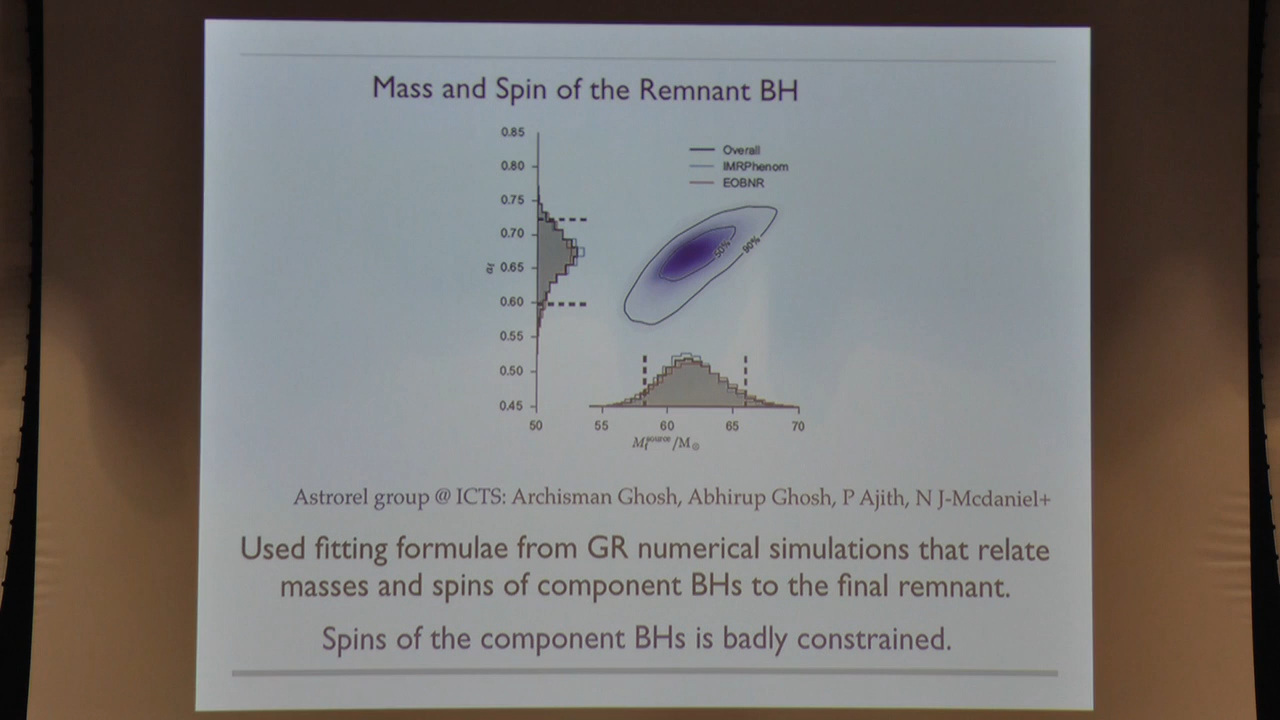 Mass and Spin of the Remnant BH
0.85
0.80
0.75
0.70
0.65
0.60
0.55
0.50
0.45
a_f
Overall
IMRPhenom
EOBNR
50%
90%
50
55
60
65
70
M_f^source/M_⊙
Astrorel group @ ICTS: Archisman Ghosh, Abhirup Ghosh, P Ajith, N J-Mcdaniel+
Used fitting formulae from GR numerical simulations that relate
masses and spins of component BHs to the final remnant.
Spins of the component BHs is badly constrained.